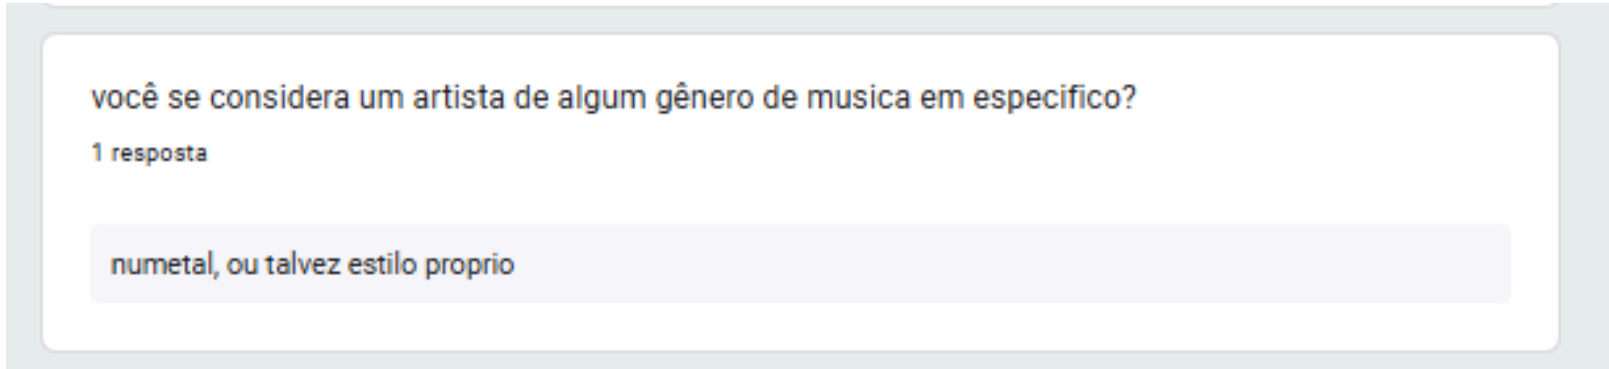 você se considera um artista de algum gênero de musica em especifico?
1 resposta
numetal, ou talvez estilo proprio